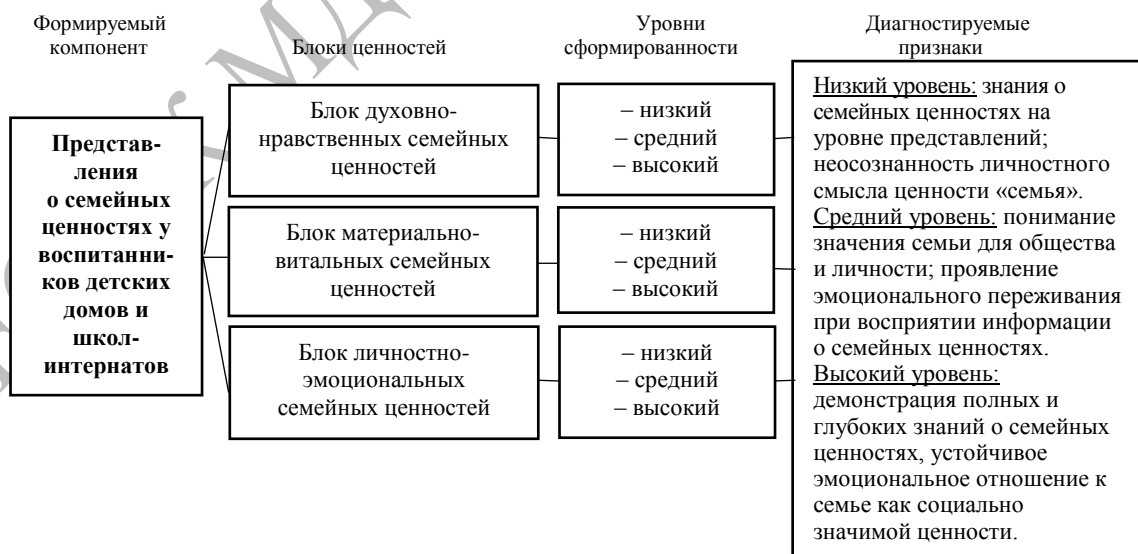 Формируемый
компонент
Блоки ценностей
Уровни
сформированности
Диагностируемые
признаки
Представ-
ления
о семейных
ценностях у
воспитанни-
ков детских
домов и
школ-
интернатов
Блок духовно-
нравственных семейных
ценностей
– низкий
– средний
– высокий
Блок материально-
витальных семейных
ценностей
– низкий
– средний
– высокий
Блок личностно-
эмоциональных
семейных ценностей
– низкий
– средний
– высокий
Низкий уровень: знания о
семейных ценностях на
уровне представлений;
неосознанность личностного
смысла ценности «семья».
Средний уровень: понимание
значения семьи для общества
и личности; проявление
эмоционального переживания
при восприятии информации
о семейных ценностях.
Высокий уровень:
демонстрация полных и
глубоких знаний о семейных
ценностях, устойчивое
эмоциональное отношение к
семье как социально
значимой ценности.